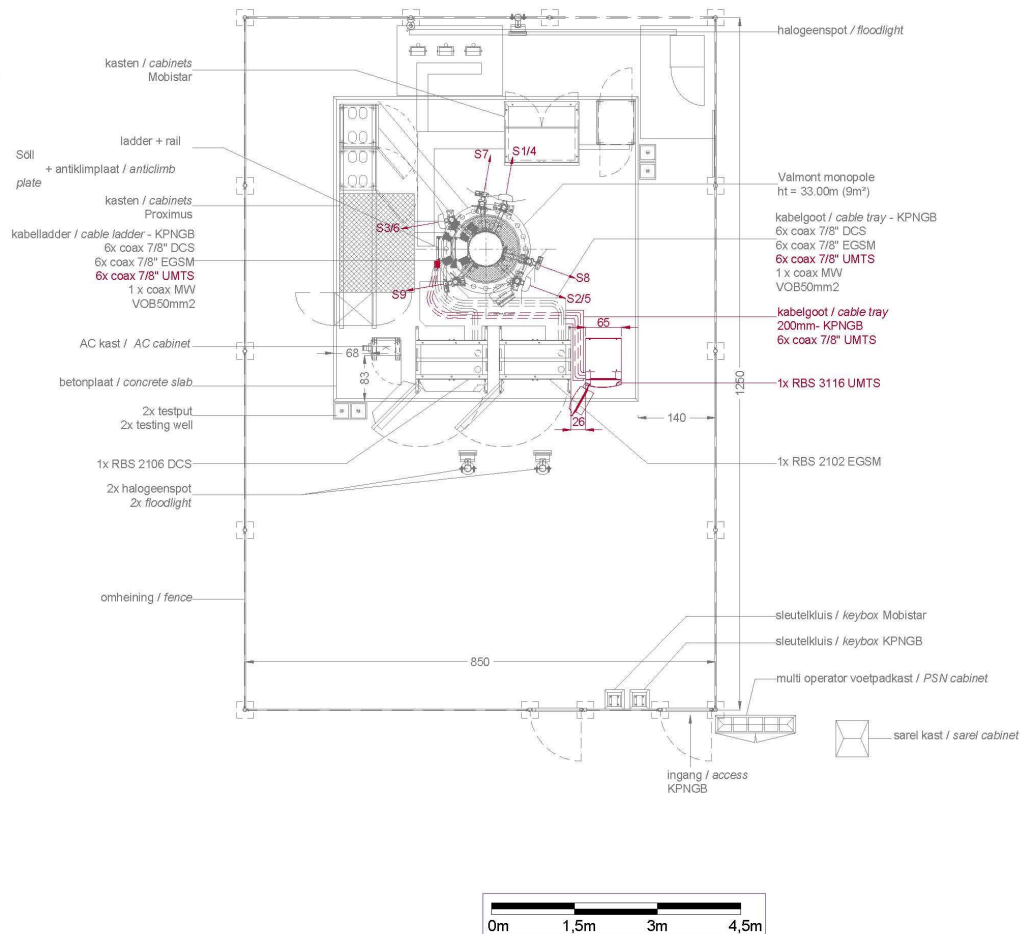 halogeenspot / floodlight
kasten / cabinets
Mobistar
ladder + rail
Söll
+ antiklimplaat / anticlimb
plate
kasten / cabinets
Proximus
kabelladder / cable ladder - KPNGB
6x coax 7/8" DCS
6x coax 7/8" EGSM
6x coax 7/8" UMTS
1 x coax MW
VOB50mm2
AC kast / AC cabinet
betonplaat / concrete slab
2x testput
2x testing well
1x RBS 2106 DCS
2x halogeenspot
2x floodlight
omheining / fence
S7
S1/4
S3/6
S8
S9
S2/5
Valmont monopole
ht = 33.00m (9m²)
kabelgoot / cable tray - KPNGB
6x coax 7/8" DCS
6x coax 7/8" EGSM
6x coax 7/8" UMTS
1 x coax MW
VOB50mm2
kabelgoot / cable tray
200mm- KPNGB
6x coax 7/8" UMTS
65
68
83
1x RBS 3116 UMTS
1250
140
26
1x RBS 2102 EGSM
sleutelkluis / keybox Mobistar
sleutelkluis / keybox KPNGB
850
multi operator voetpadkast / PSN cabinet
sarel kast / sarel cabinet
ingang / access
KPNGB
0m 1,5m 3m 4,5m